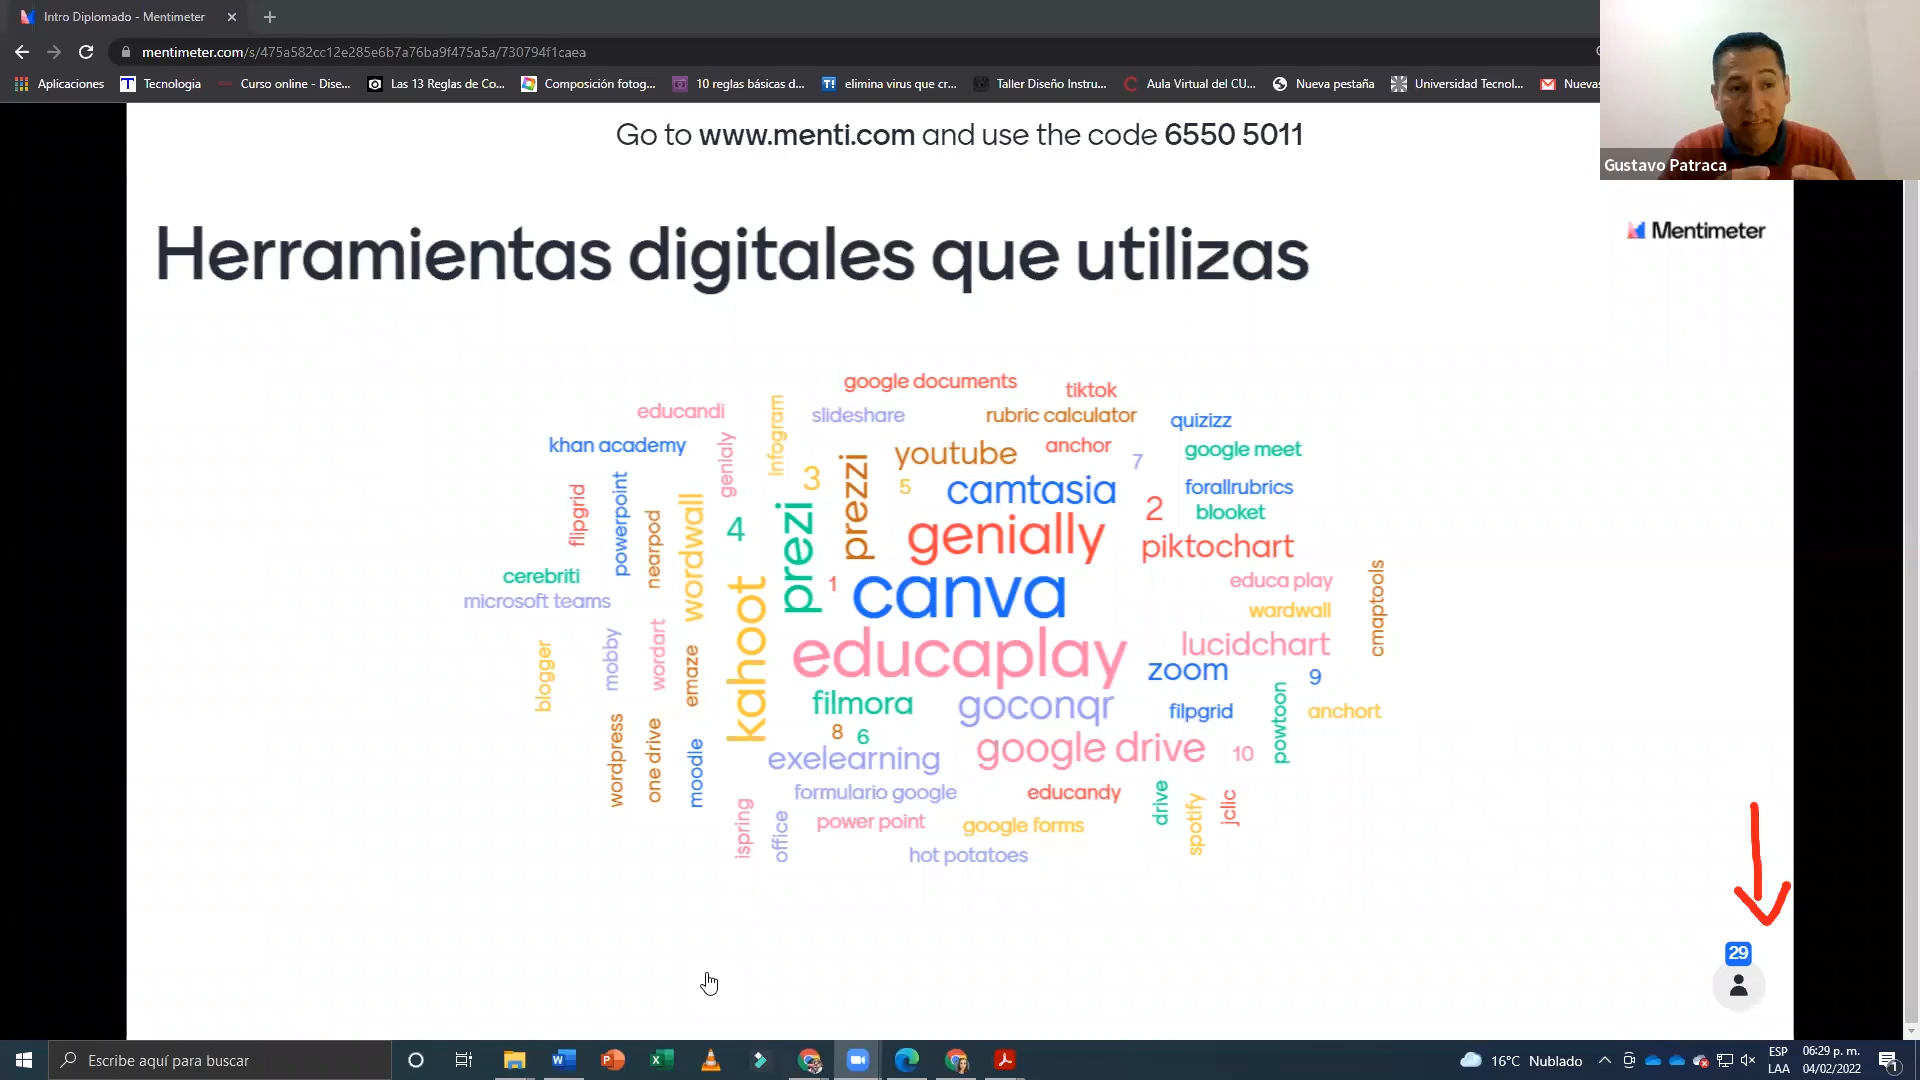 Intro Diplomado - Mentimeter
mentimeter.com/s/475a582cc12e285e6b7a76ba9f475a5a/730794f1caea
Aplicaciones
Tecnologia
Curso online - Dise...
Las 13 Reglas de Co...
Composición fotog...
10 reglas básicas d...
elimina virus que cr...
Taller Diseño Instru...
Aula Virtual del CU...
Nueva pestaña
Universidad Tecnol...
Nuevas
Gustavo Patraca
Go to www.menti.com and use the code 6550 5011
Herramientas digitales que utilizas
Mentimeter
google documents
tiktok
educandi
infogram
slideshare
rubric calculator
quizizz
khan academy
genialy
youtube
anchor
7
google meet
flipgrid
powerpoint
nearpod
wordwall
3
prezzi
5
camtasia
forallrubrics
4
prezi
2
blooket
genially
piktochart
cerebriti
microsoft teams
1
canva
educa play
wardwall
cmaptools
blogger
mobby
wordart
emaze
kahoot
educaplay
lucidchart
zoom
9
filmora
goconqr
filpgrid
powtoon
anchort
wordpress
one drive
moodle
8
6
exelearning
google drive
10
formulario google
educandy
drive
spotify
jclic
ispring
office
power point
google forms
hot potatoes
29
Escribe aquí para buscar
16°C Nublado
ESP
LAA
06:29 p. m.
04/02/2022
1